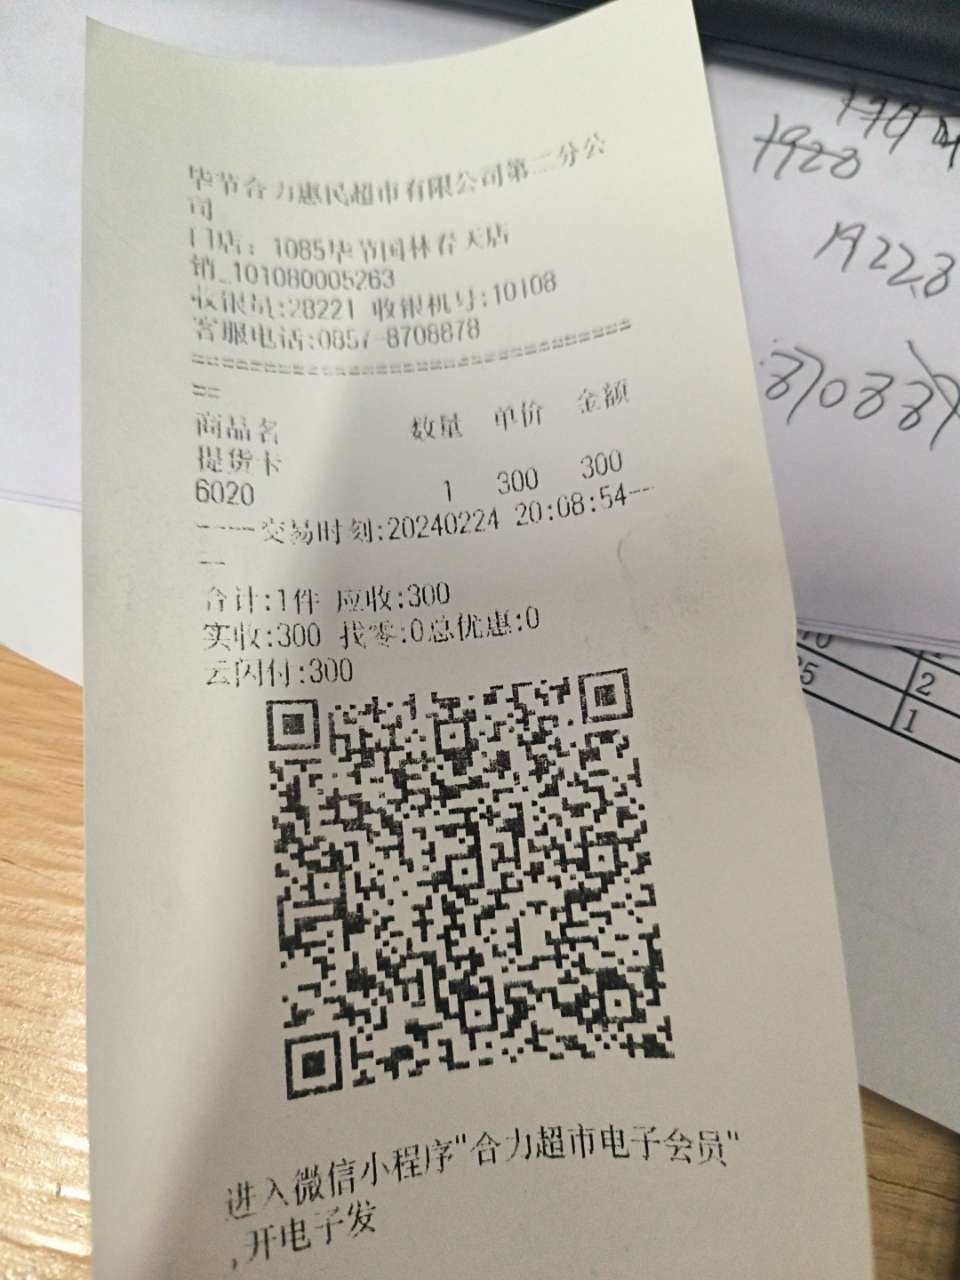 毕节合力惠民超市有限公司第二分公
司
门店：1085毕节园林春天店
销_101080005263
收银员:28221 收银机号:10108
客服电话:0857-8708878
==========================================
==
商品名 数量 单价 金额
提货卡
6020 1 300 300
----交易时刻:20240224 20:08:54---
--
合计:1件 应收:300
实收:300 找零:0总优惠:0
云闪付:300
进入微信小程序"合力超市电子会员"
,开电子发
1928
1922.8
25 2
1